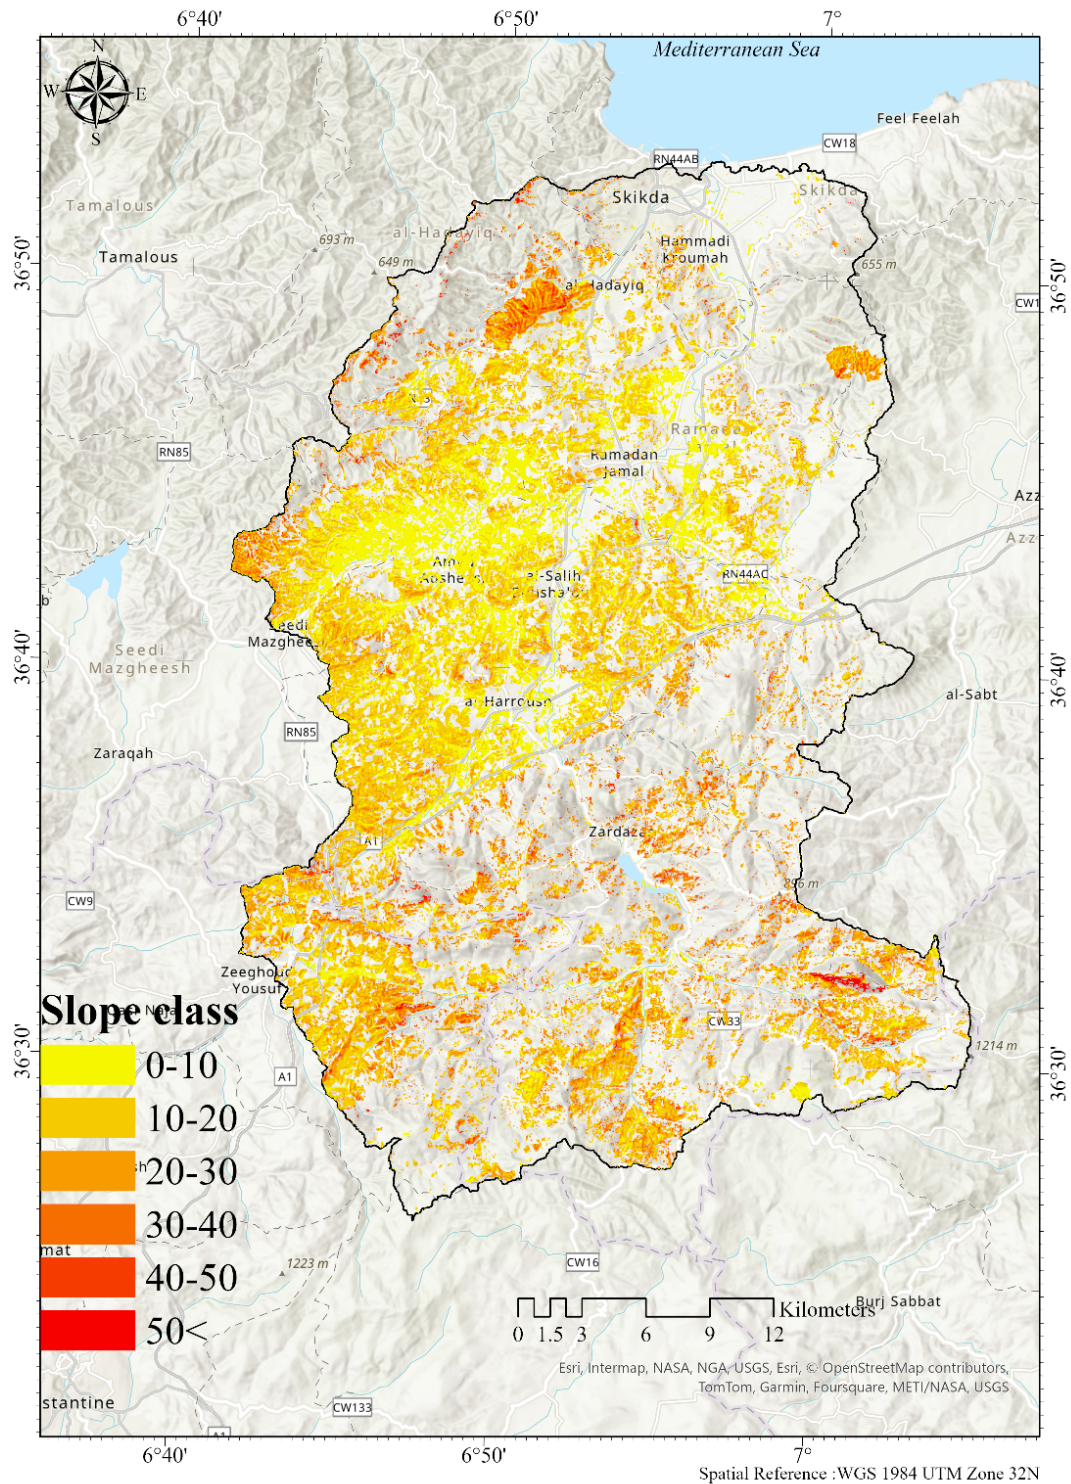 6°40' 6°50' 7°
Mediterranean Sea
N
W E
S
Feel Feelah
CW18
RN44AB
Skikda
Skikda
Tamalous
al-Hadayiq
693 m
Hammadi
Kroumah
Tamalous
649 m
655 m
36°50'
36°50'
al-Hadayiq
CW1
Ramadan
Jamal
RN85
Azz
Azz
RN44AC
b
Seedi
Mazgheesh
Seedi
36°40'
36°40'
al-Sabt
al-Harroush
RN85
Zaraqah
Zardaza
A1
896 m
CW9
Zeeghoud
Yousuf
CW33
36°30'
36°30'
1214 m
A1
Slope class
0-10
10-20
20-30
30-40
40-50
50<
sh
mat
1223 m
CW16
Burj Sabbat
Kilometers
0 1.5 3 6 9 12
Esri, Intermap, NASA, NGA, USGS, Esri, © OpenStreetMap contributors,
TomTom, Garmin, Foursquare, METI/NASA, USGS
stantine
CW133
A1
6°40' 6°50' 7°
Spatial Reference :WGS 1984 UTM Zone 32N